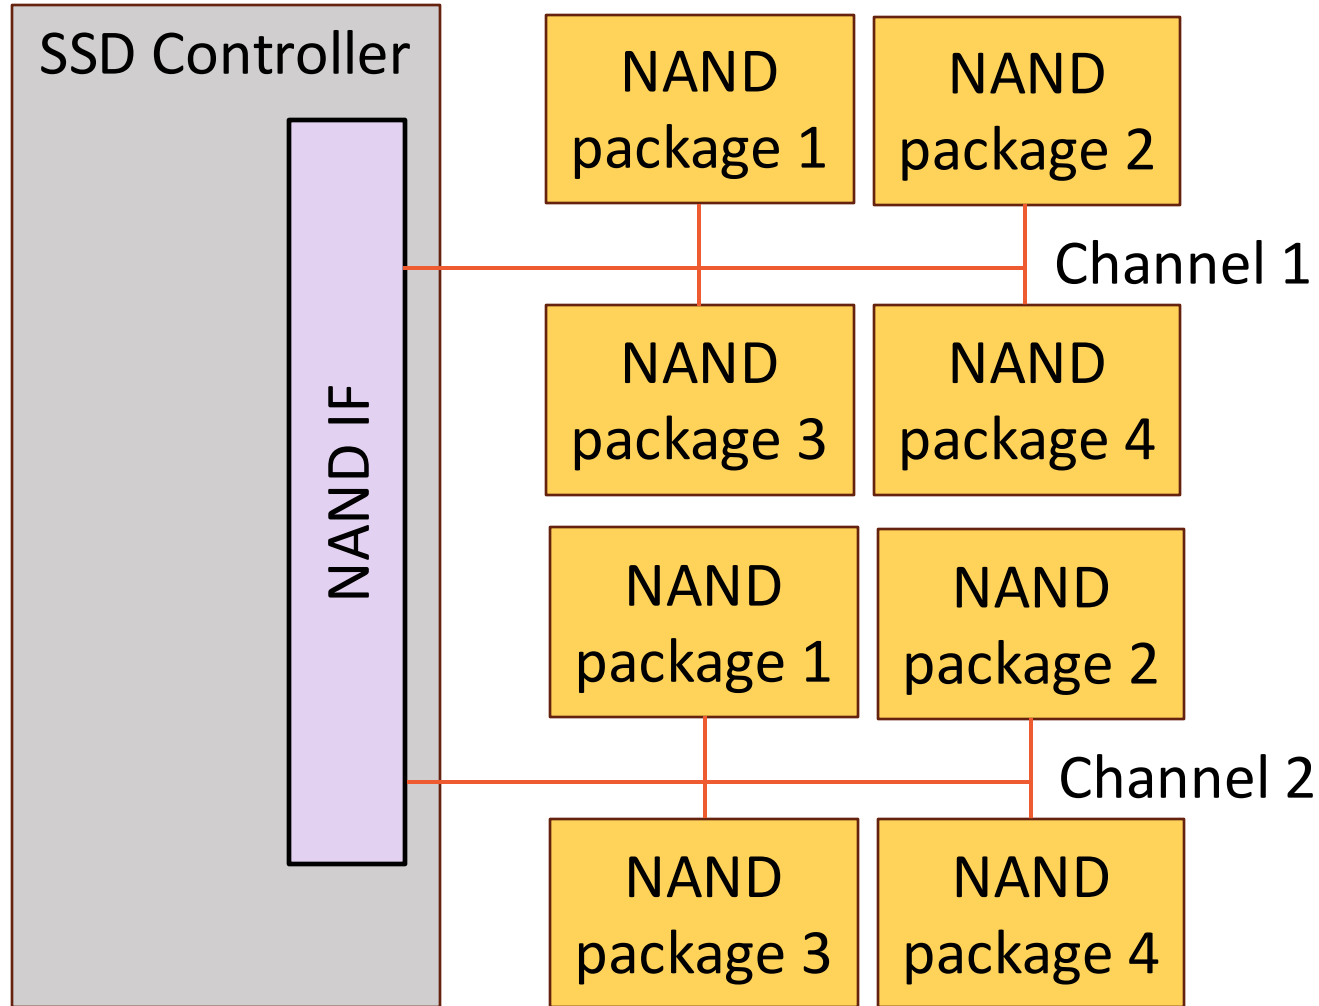 SSD Controller
NAND IF
NAND
package 1
NAND
package 2
Channel 1
NAND
package 3
NAND
package 4
NAND
package 1
NAND
package 2
Channel 2
NAND
package 3
NAND
package 4